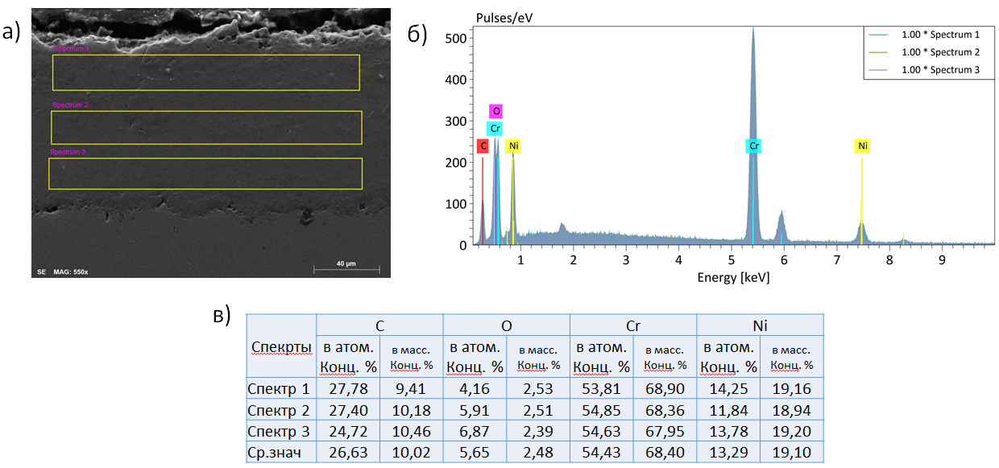 а)
Spectrum 1
Spectrum 2
Spectrum 3
SE MAG: 550x
40 µm
б)
Pulses/eV
1.00 * Spectrum 1
1.00 * Spectrum 2
1.00 * Spectrum 3
500
400
300
200
100
0
O
Cr
C
Ni
Cr
Ni
1 2 3 4 5 6 7 8 9
Energy [keV]
в)
Спекрты C O Cr Ni
в атом. Конц. % в масс. Конц. % в атом. Конц. % в масс. Конц. % в атом. Конц. % в масс. Конц. % в атом. Конц. % в масс. Конц. %
Спектр 1 27,78 9,41 4,16 2,53 53,81 68,90 14,25 19,16
Спектр 2 27,40 10,18 5,91 2,51 54,85 68,36 11,84 18,94
Спектр 3 24,72 10,46 6,87 2,39 54,63 67,95 13,78 19,20
Ср.знач 26,63 10,02 5,65 2,48 54,43 68,40 13,29 19,10